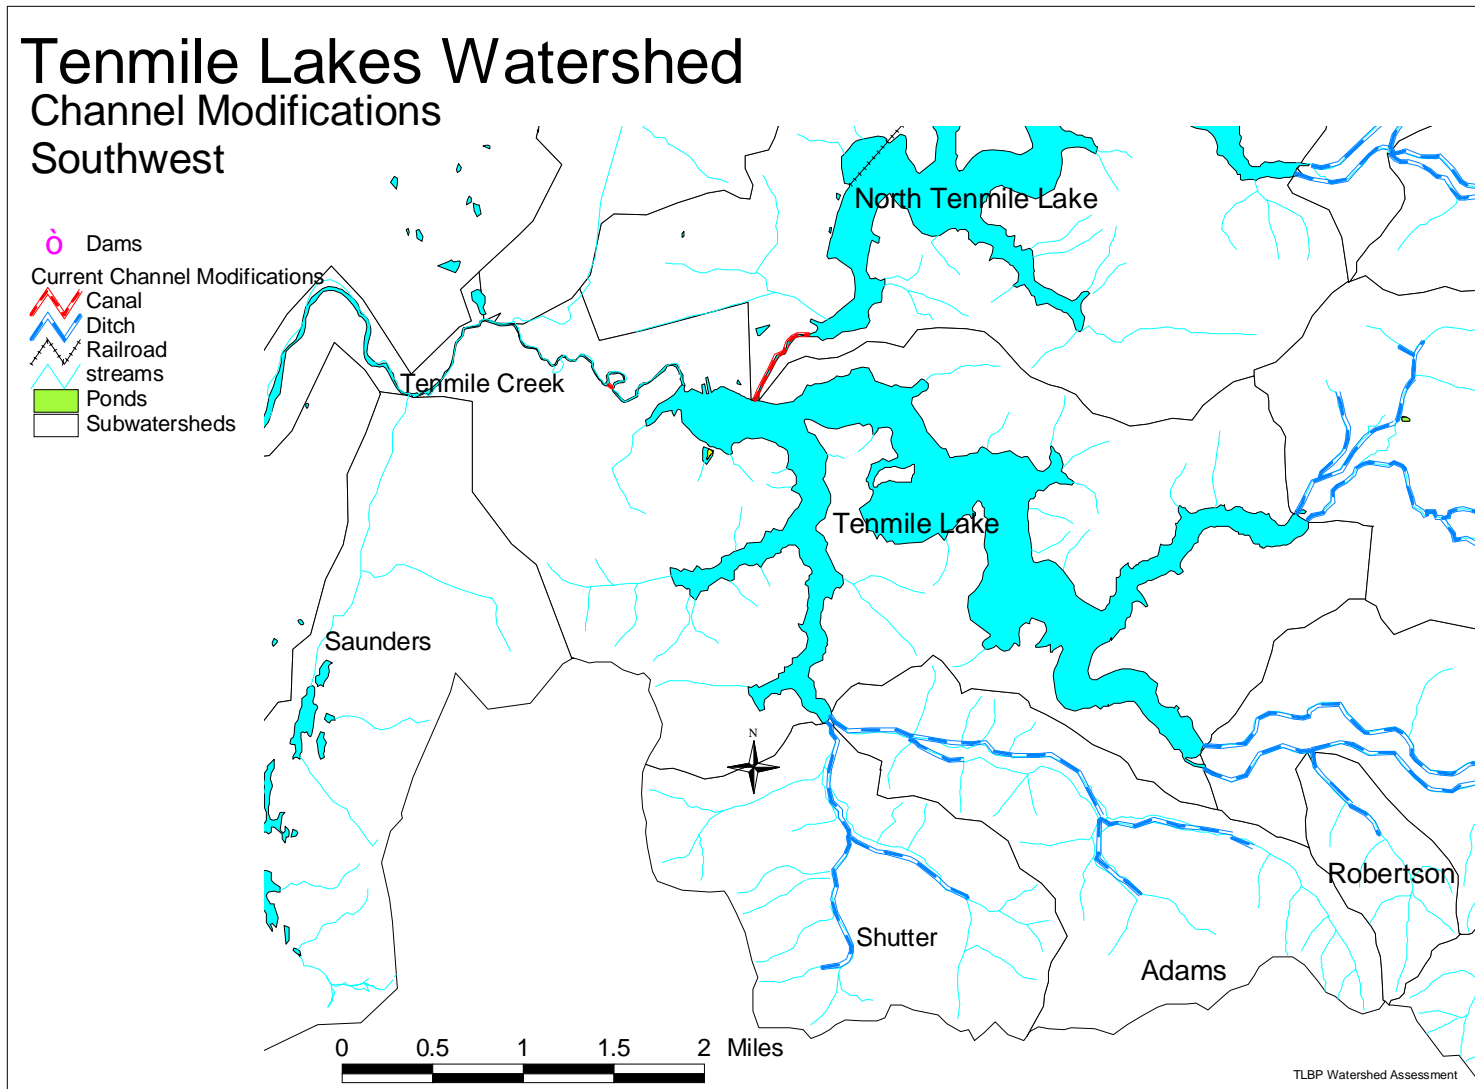 Tenmile Lakes Watershed
Channel Modifications
Southwest
ò Dams
Current Channel Modifications
Canal
Ditch
Railroad
streams
Ponds
Subwatersheds
North Tenmile Lake
Tenmile Creek
Tenmile Lake
Saunders
N
Robertson
Shutter
Adams
0 0.5 1 1.5 2 Miles
TLBP Watershed Assessment